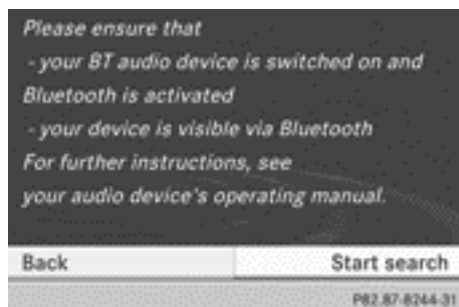 Please ensure that
- your BT audio device is switched on and
Bluetooth is activated
- your device is visible via Bluetooth
For further instructions, see
your audio device's operating manual.
Back Start search
P82.87-8244-31